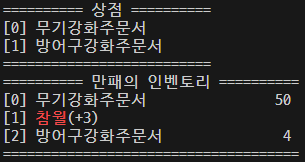 ========== 상점 ==========
[0] 무기강화주문서
[1] 방어구강화주문서
==========================
========== 만패의 인벤토리 ==========
[0] 무기강화주문서 50
[1] 참월(+3)
[2] 방어구강화주문서 4
=====================================